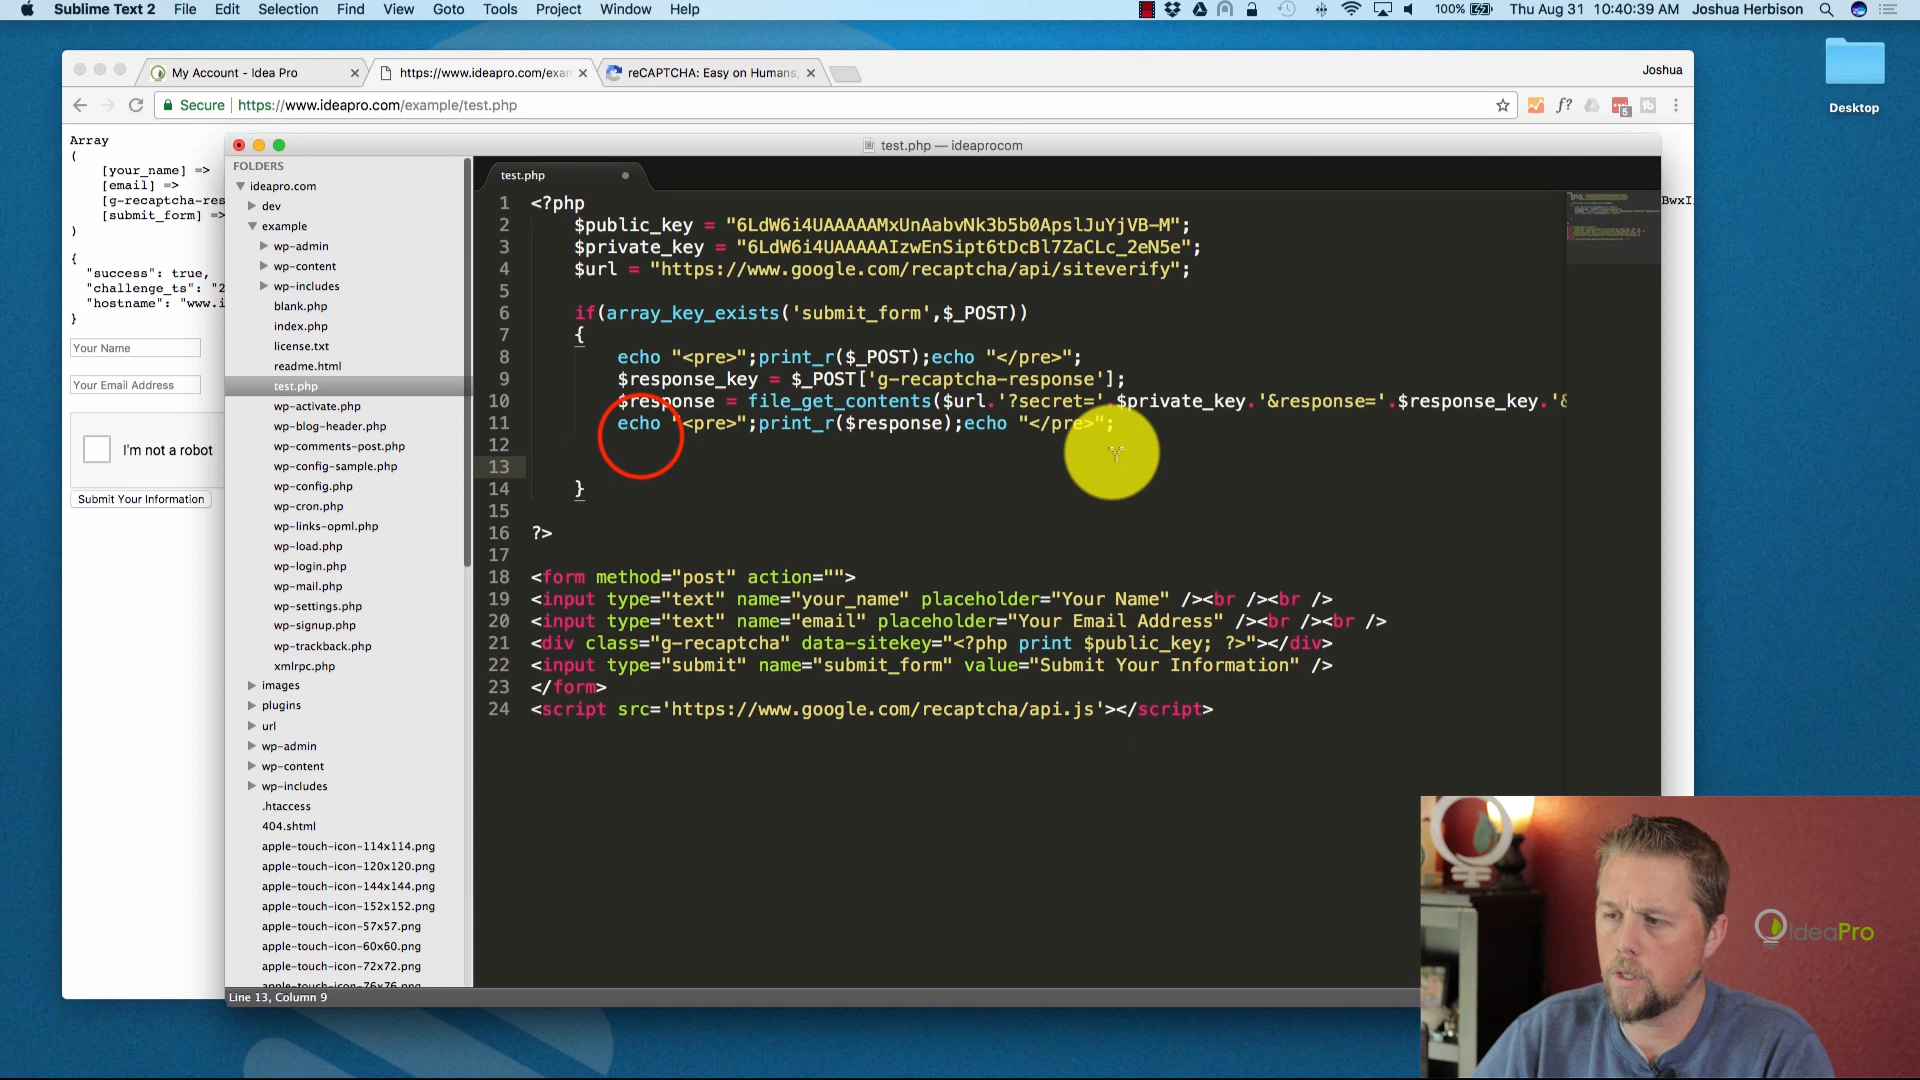 Sublime Text 2 File Edit Selection Find View Goto Tools Project Window Help
100% Thu Aug 31 10:40:39 AM Joshua Herbison
Desktop
My Account - Idea Pro
https://www.ideapro.com/exam
reCAPTCHA: Easy on Humans,
Joshua
Secure https://www.ideapro.com/example/test.php
Array
(
[your_name] =>
[email] =>
[g-recaptcha-res
[submit_form] =>
)
{
"success": true,
"challenge_ts": "2
"hostname": "www.i
}
Your Name
Your Email Address
I'm not a robot
Submit Your Information
BwxI
test.php — ideaprocom
FOLDERS
ideapro.com
dev
example
wp-admin
wp-content
wp-includes
blank.php
index.php
license.txt
readme.html
test.php
wp-activate.php
wp-blog-header.php
wp-comments-post.php
wp-config-sample.php
wp-config.php
wp-cron.php
wp-links-opml.php
wp-load.php
wp-login.php
wp-mail.php
wp-settings.php
wp-signup.php
wp-trackback.php
xmlrpc.php
images
plugins
url
wp-admin
wp-content
wp-includes
.htaccess
404.shtml
apple-touch-icon-114x114.png
apple-touch-icon-120x120.png
apple-touch-icon-144x144.png
apple-touch-icon-152x152.png
apple-touch-icon-57x57.png
apple-touch-icon-60x60.png
apple-touch-icon-72x72.png
apple-touch-icon-76x76.png
Line 13, Column 9
test.php
1 <?php
2 $public_key = "6LdW6i4UAAAAAMxUnAabvNk3b5b0ApslJuYjVB-M";
3 $private_key = "6LdW6i4UAAAAAIzwEnSipt6tDcBl7ZaCLc_2eN5e";
4 $url = "https://www.google.com/recaptcha/api/siteverify";
5
6 if(array_key_exists('submit_form',$_POST))
7 {
8 echo "<pre>";print_r($_POST);echo "</pre>";
9 $response_key = $_POST['g-recaptcha-response'];
10 $response = file_get_contents($url.'?secret='.$private_key.'&response='.$response_key.'&
11 echo "<pre>";print_r($response);echo "</pre>";
12
13
14 }
15
16 ?>
17
18 <form method="post" action="">
19 <input type="text" name="your_name" placeholder="Your Name" /><br /><br />
20 <input type="text" name="email" placeholder="Your Email Address" /><br /><br />
21 <div class="g-recaptcha" data-sitekey="<?php print $public_key; ?>"></div>
22 <input type="submit" name="submit_form" value="Submit Your Information" />
23 </form>
24 <script src='https://www.google.com/recaptcha/api.js'></script>
IdeaPro